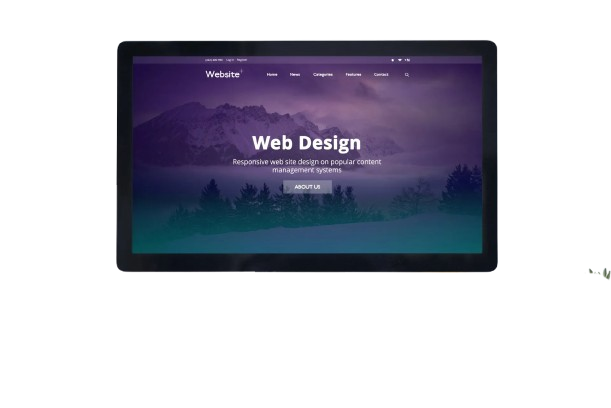 Log In Register
Website
Home News Categories Features Contact
Web Design
Responsive web site design on popular content
management systems
ABOUT US